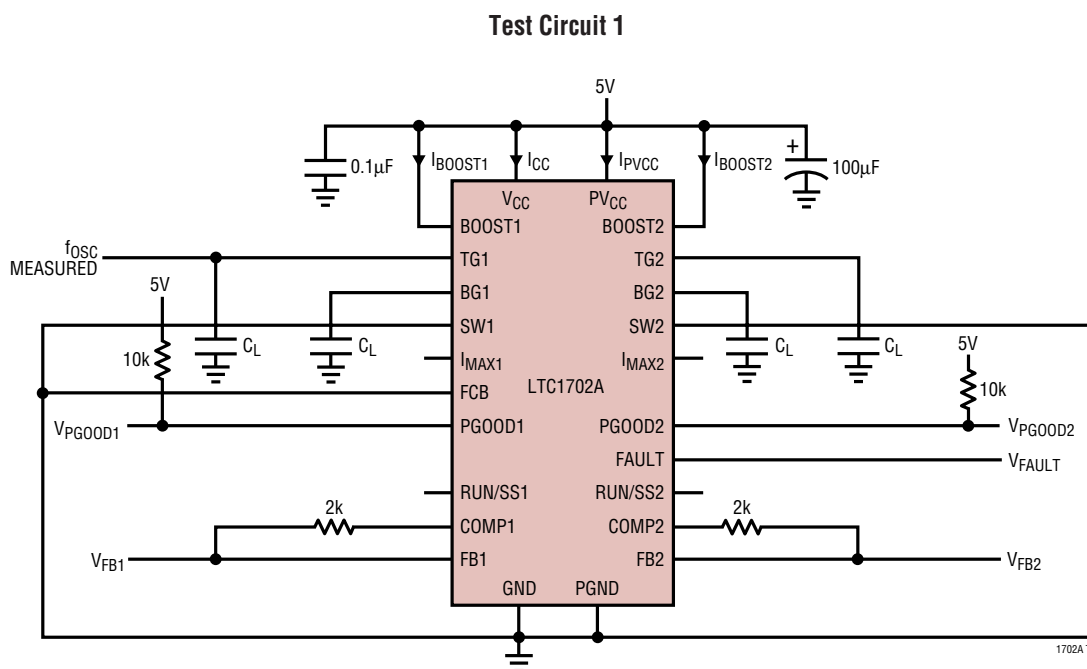 Test Circuit 1
5V
+
0.1µF
IBOOST1
ICC
IPVCC
IBOOST2
100µF
VCC
PVCC
BOOST1
BOOST2
fOSC
MEASURED
TG1
TG2
5V
BG1
BG2
SW1
SW2
10k
CL
CL
CL
CL
5V
IMAX1
IMAX2
LTC1702A
10k
FCB
VPGOOD1
PGOOD1
PGOOD2
VPGOOD2
FAULT
VFAULT
RUN/SS1
RUN/SS2
2k
2k
COMP1
COMP2
VFB1
FB1
FB2
VFB2
GND
PGND
1702A